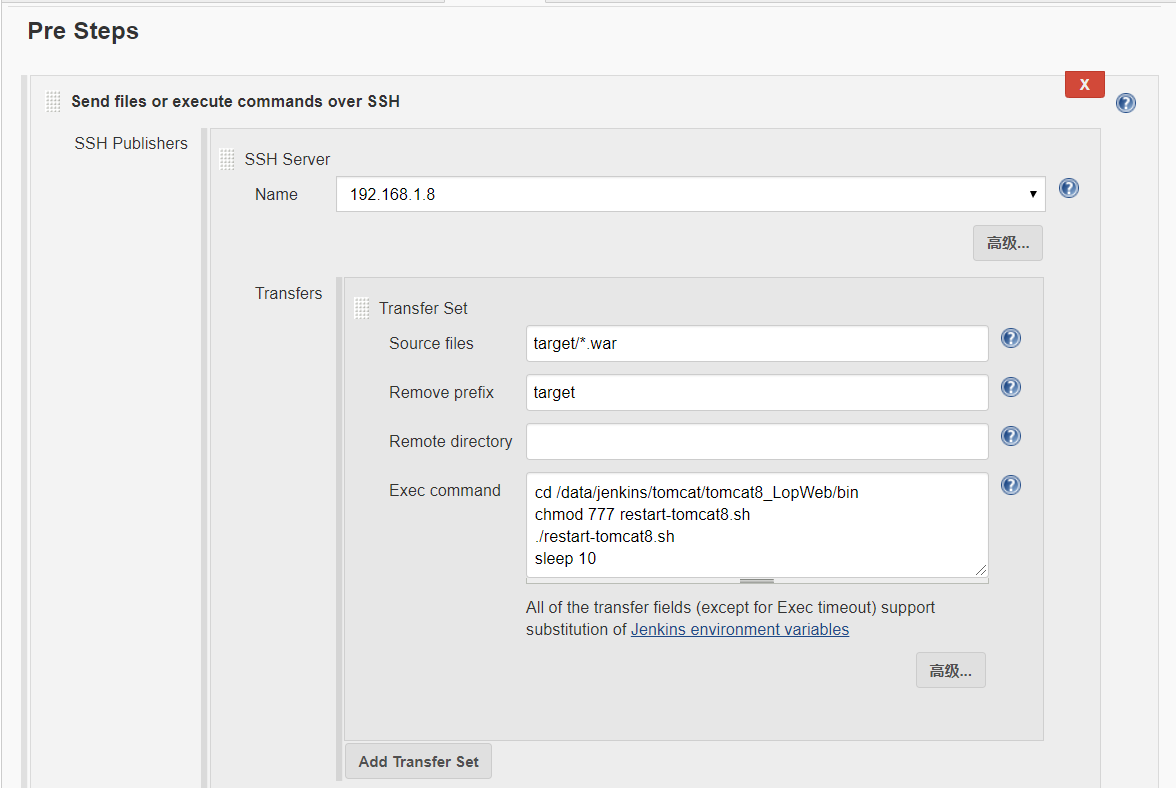 Pre Steps
X
Send files or execute commands over SSH
?
SSH Publishers
SSH Server
Name
192.168.1.8
?
高级...
Transfers
Transfer Set
Source files
target/*.war
?
Remove prefix
target
?
Remote directory
?
Exec command
cd /data/jenkins/tomcat/tomcat8_LopWeb/bin
chmod 777 restart-tomcat8.sh
./restart-tomcat8.sh
sleep 10
?
All of the transfer fields (except for Exec timeout) support
substitution of Jenkins environment variables
高级...
Add Transfer Set